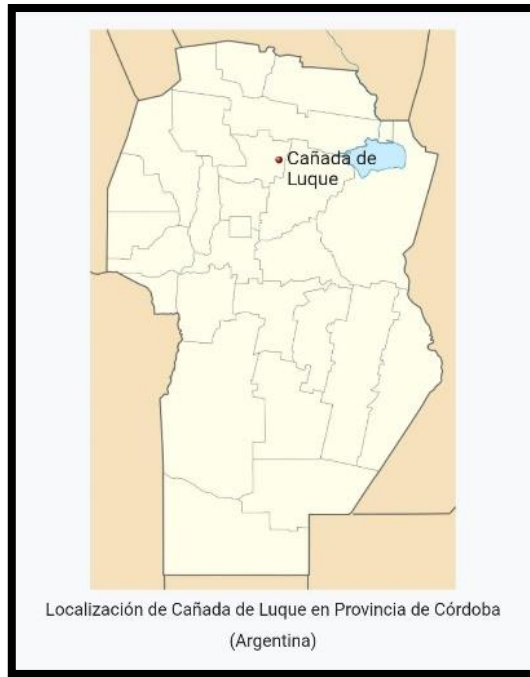 Cañada de
Luque
Localización de Cañada de Luque en Provincia de Córdoba
(Argentina)